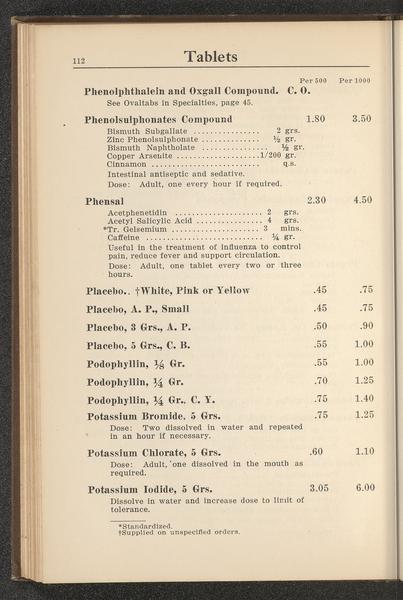 112 Tablets
Per 500 Per 1000
Phenolphthalein and Oxgall Compound. C. O.
See Ovaltabs in Specialties, page 45.
Phenolsulphonates Compound 1.80 3.50
Bismuth Subgallate ............... 2 grs.
Zinc Phenolsulphonate ............. ½ gr.
Bismuth Naphtholate ............... ½ gr.
Copper Arsenite ....................1/200 gr.
Cinnamon .......................... q.s.
Intestinal antiseptic and sedative.
Dose: Adult, one every hour if required.
Phensal 2.30 4.50
Acetphenetidin ..................... 2 grs.
Acetyl Salicylic Acid ................ 4 grs.
*Tr. Gelsemium ..................... 3 mins.
Caffeine ............................ ¼ gr.
Useful in the treatment of influenza to control
pain, reduce fever and support circulation.
Dose: Adult, one tablet every two or three
hours.
Placebo.. †White, Pink or Yellow .45 .75
Placebo, A. P., Small .45 .75
Placebo, 3 Grs., A. P. .50 .90
Placebo, 5 Grs., C. B. .55 1.00
Podophyllin, ⅛ Gr. .55 1.00
Podophyllin, ¼ Gr. .70 1.25
Podophyllin, ¼ Gr.. C. Y. .75 1.40
Potassium Bromide, 5 Grs. .75 1.25
Dose: Two dissolved in water and repeated
in an hour if necessary.
Potassium Chlorate, 5 Grs. .60 1.10
Dose: Adult, one dissolved in the mouth as
required.
Potassium Iodide, 5 Grs. 3.05 6.00
Dissolve in water and increase dose to limit of
tolerance.
*Standardized.
†Supplied on unspecified orders.